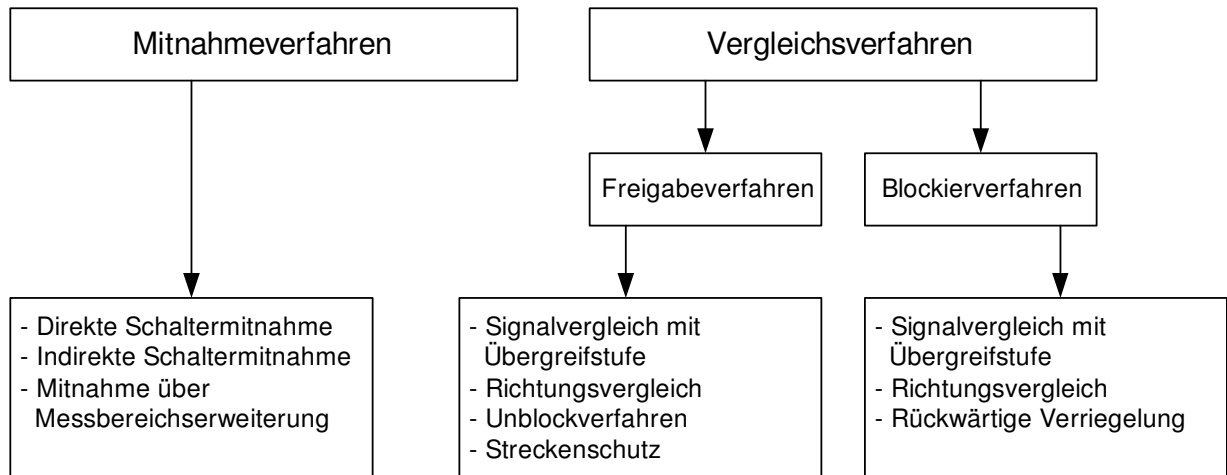 Mitnahmeverfahren
Vergleichsverfahren
Freigabeverfahren
Blockierverfahren
- Direkte Schaltermitnahme
- Indirekte Schaltermitnahme
- Mitnahme über
Messbereichserweiterung
- Signalvergleich mit
Übergreifstufe
- Richtungsvergleich
- Unblockverfahren
- Streckenschutz
- Signalvergleich mit
Übergreifstufe
- Richtungsvergleich
- Rückwärtige Verriegelung